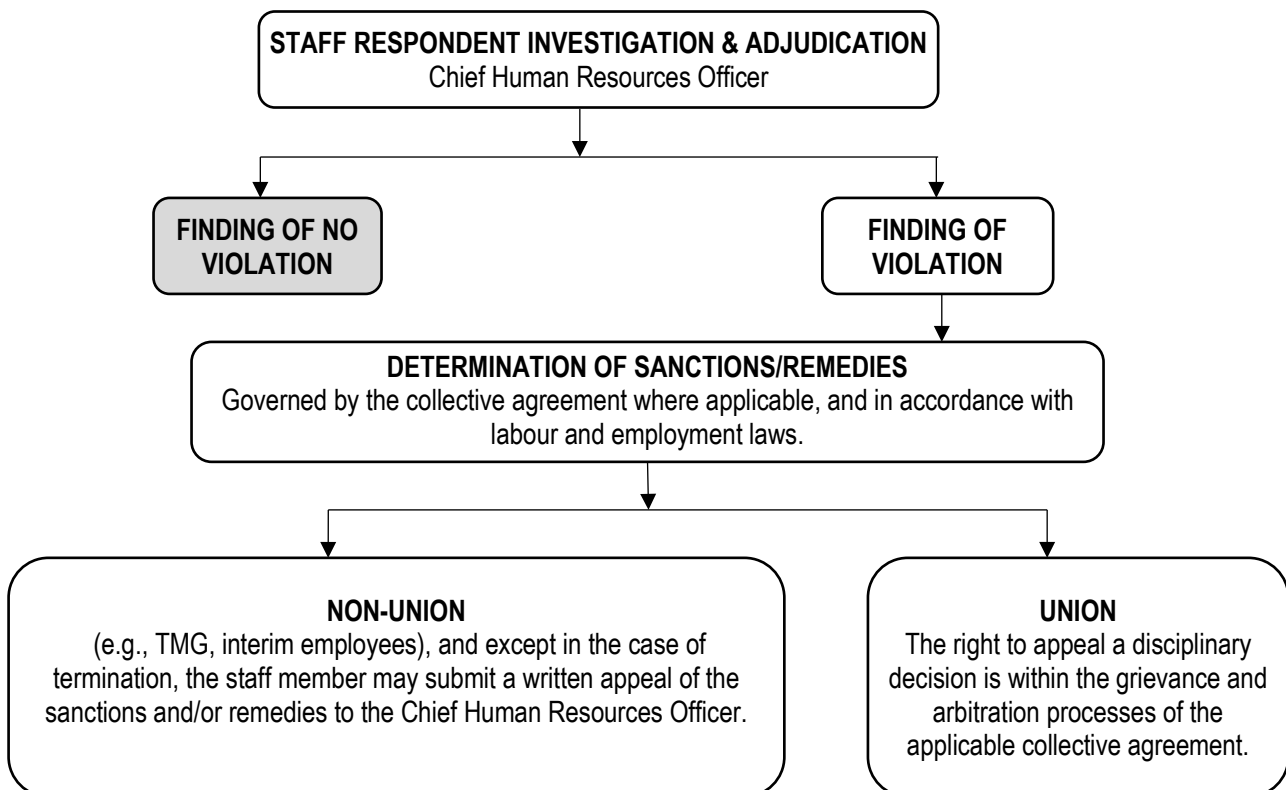 STAFF RESPONDENT INVESTIGATION & ADJUDICATION
Chief Human Resources Officer
FINDING OF NO
VIOLATION
FINDING OF
VIOLATION
DETERMINATION OF SANCTIONS/REMEDIES
Governed by the collective agreement where applicable, and in accordance with
labour and employment laws.
NON-UNION
(e.g., TMG, interim employees), and except in the case of
termination, the staff member may submit a written appeal of the
sanctions and/or remedies to the Chief Human Resources Officer.
UNION
The right to appeal a disciplinary
decision is within the grievance and
arbitration processes of the
applicable collective agreement.